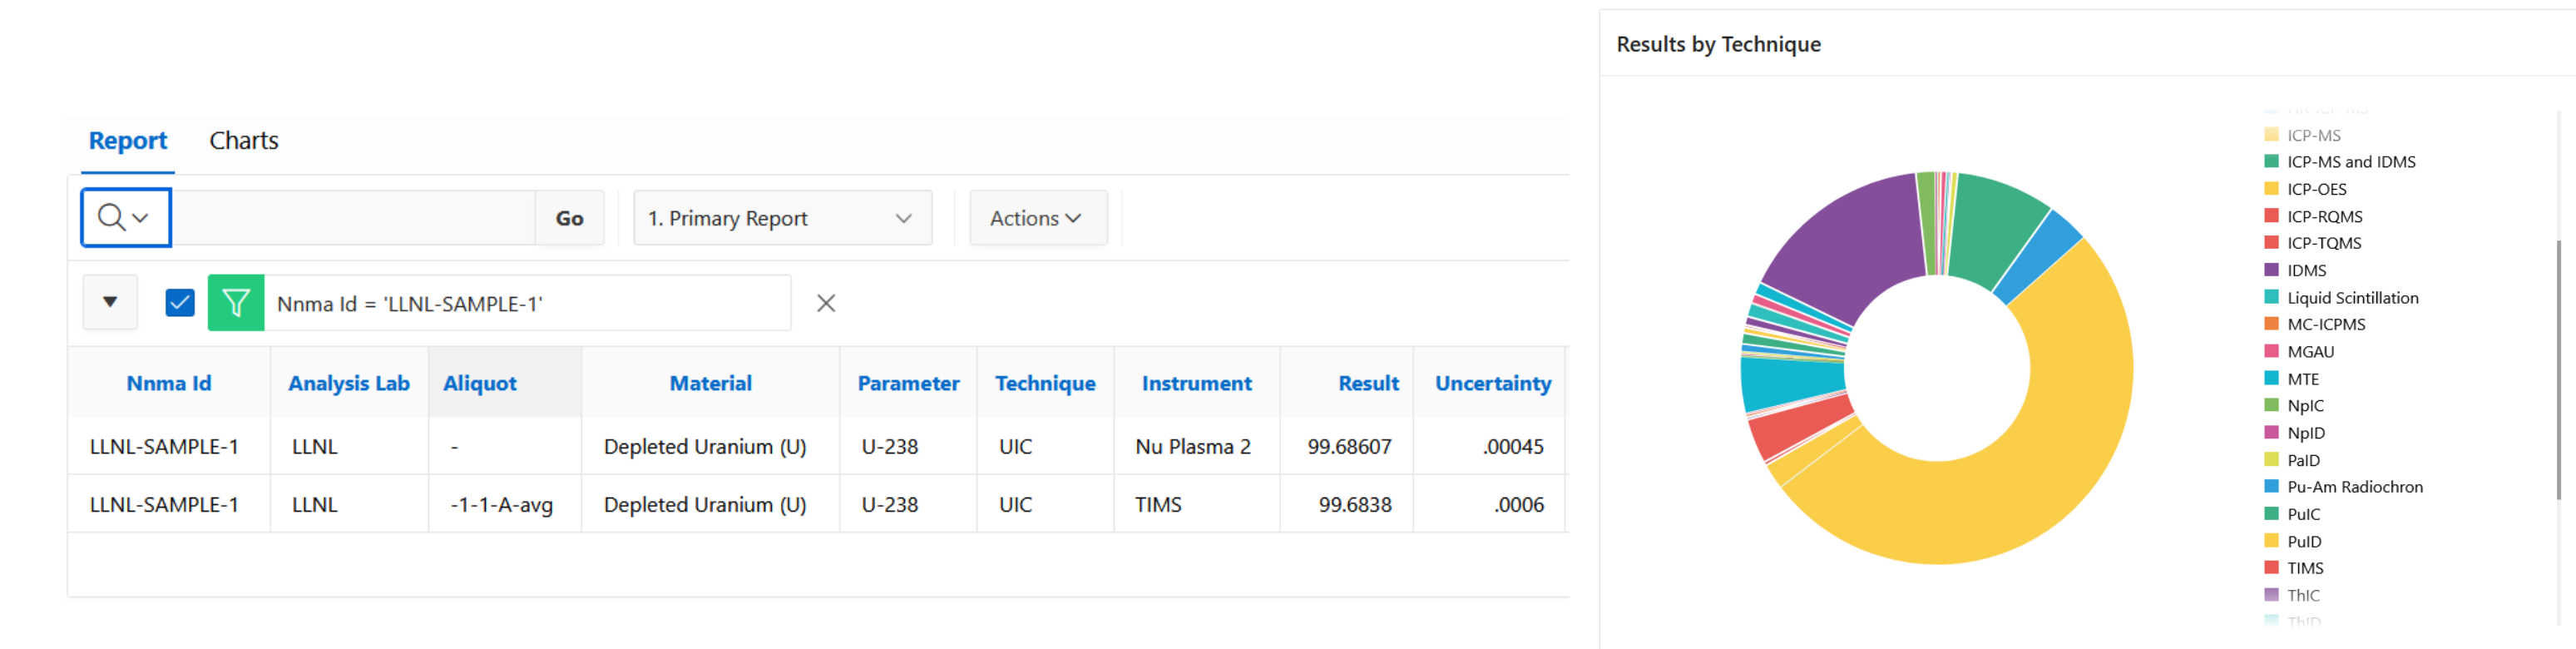 Report Charts
Go 1. Primary Report Actions
Nnma Id = 'LLNL-SAMPLE-1'
Nnma Id Analysis Lab Aliquot Material Parameter Technique Instrument Result Uncertainty
LLNL-SAMPLE-1 LLNL - Depleted Uranium (U) U-238 UIC Nu Plasma 2 99.68607 .00045
LLNL-SAMPLE-1 LLNL -1-1-A-avg Depleted Uranium (U) U-238 UIC TIMS 99.6838 .0006
Results by Technique
ICP-MS
ICP-MS and IDMS
ICP-OES
ICP-RQMS
ICP-TQMS
IDMS
Liquid Scintillation
MC-ICPMS
MGAU
MTE
NpIC
NpID
PaID
Pu-Am Radiochron
PuIC
PuID
TIMS
ThIC
ThID